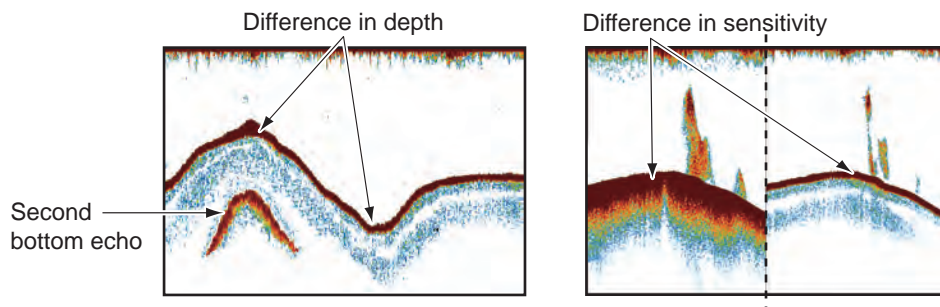 Difference in depth
Difference in sensitivity
Second
bottom echo